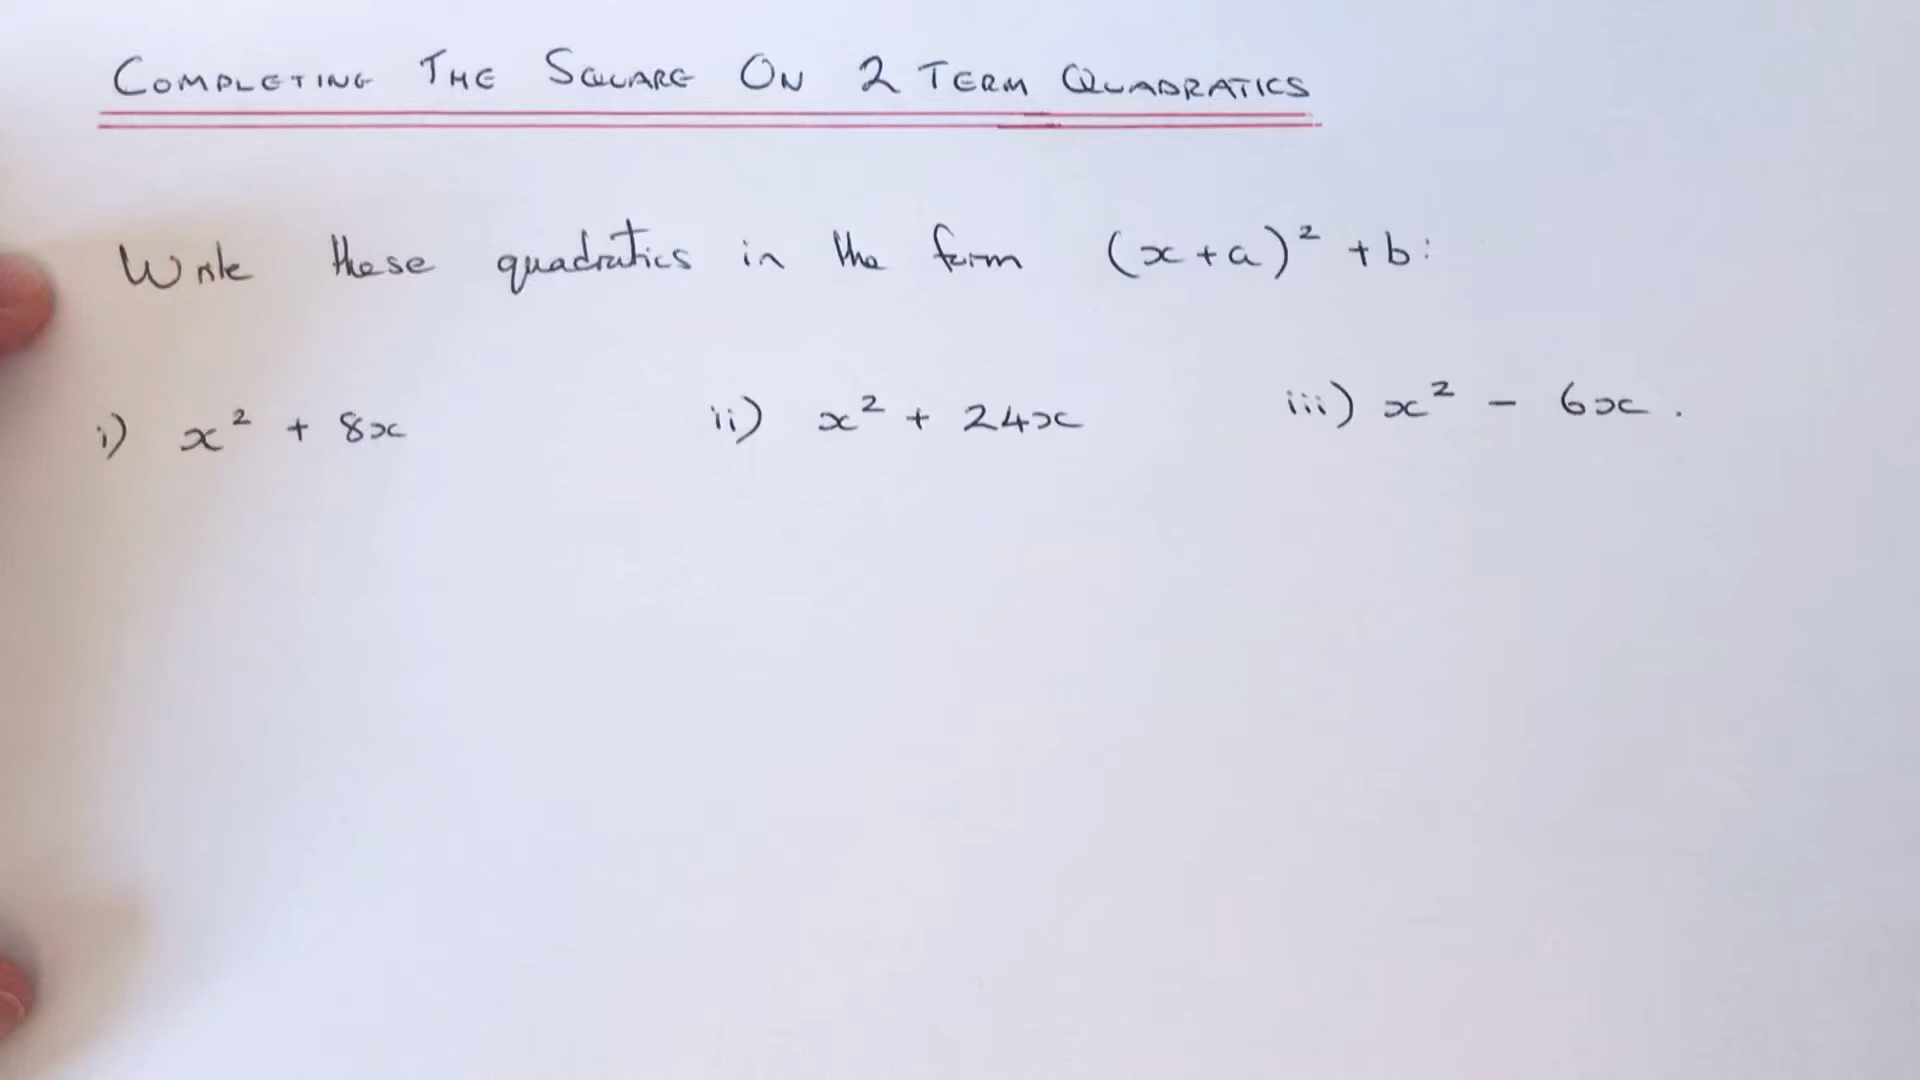 COMPLETING THE SQUARE ON 2 TERM QUADRATICS
Write these quadratics in the form (x+a)² +b:
i) x² + 8x ii) x² + 24x iii) x² - 6x.